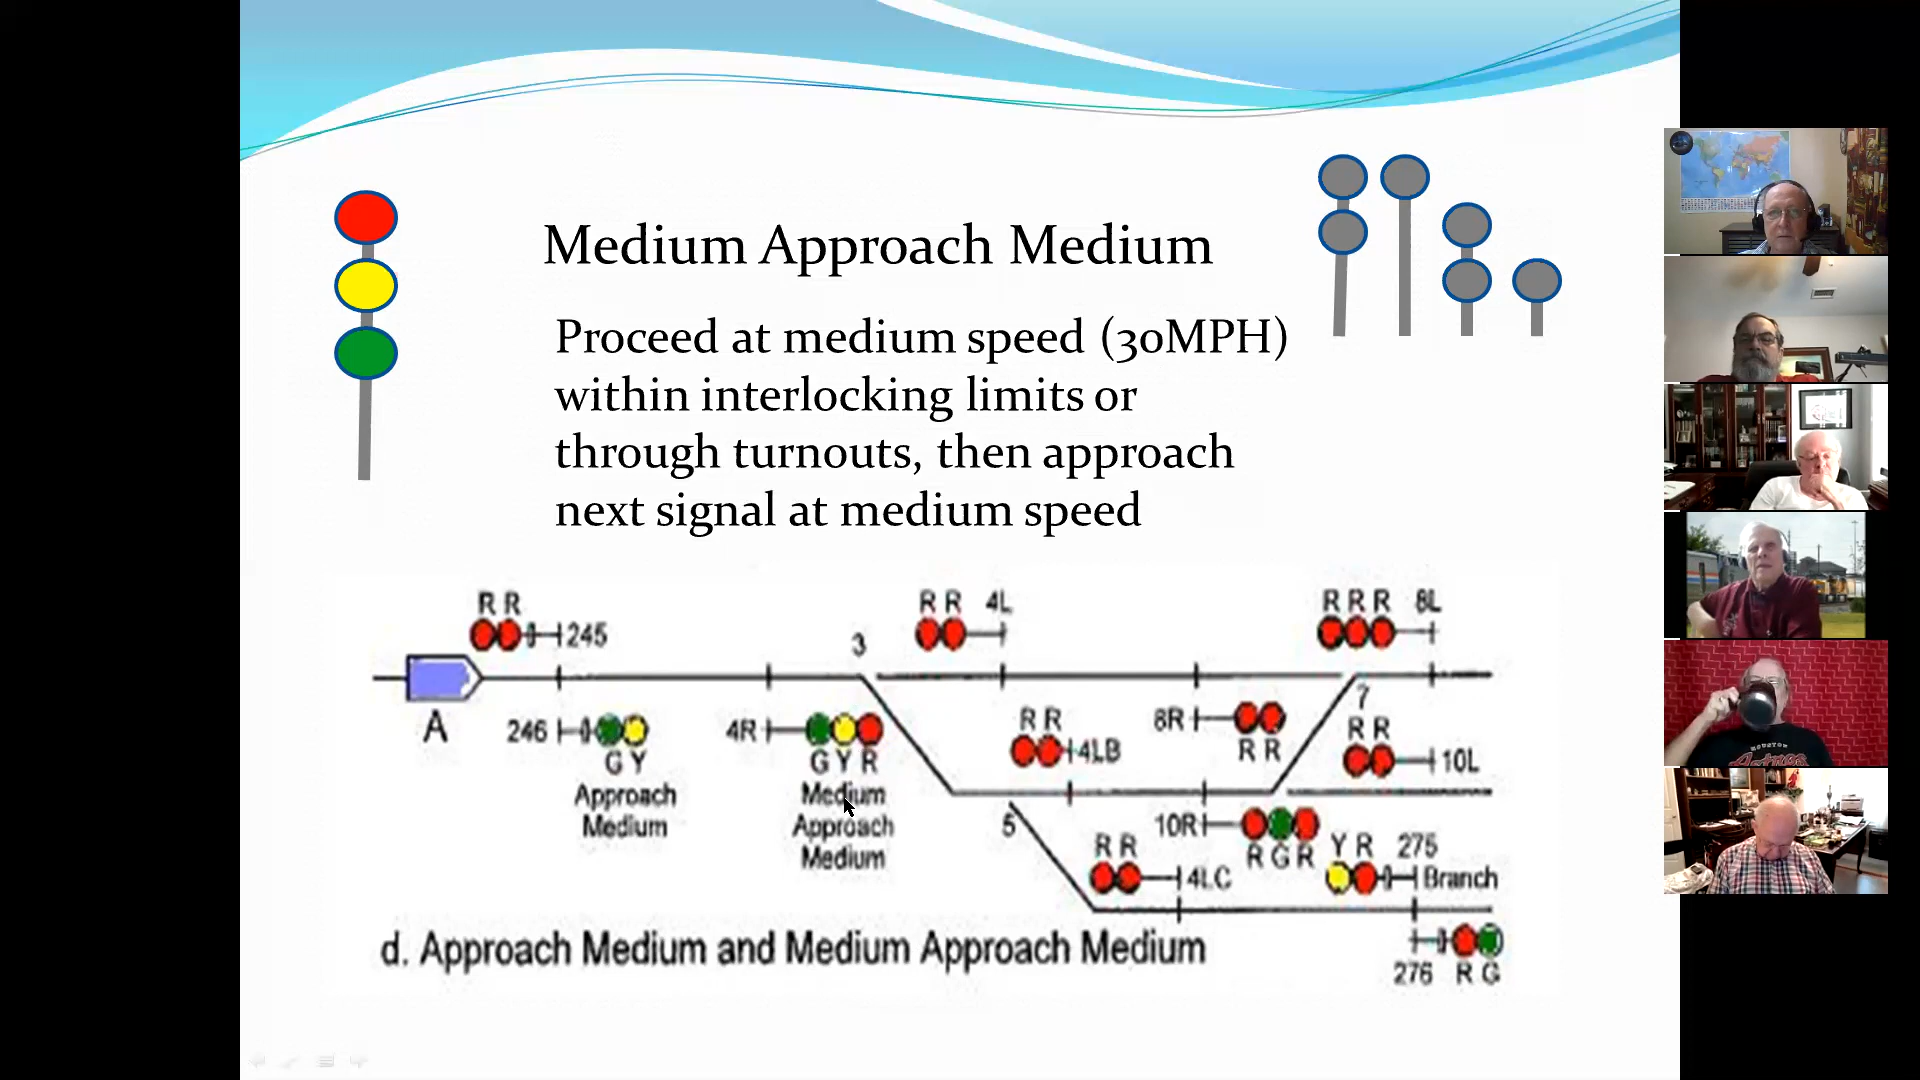 Medium Approach Medium
Proceed at medium speed (30MPH)
within interlocking limits or
through turnouts, then approach
next signal at medium speed
R R
245
3
R R 4L
R R R 8L
A
246
G Y
Approach
Medium
4R
G Y R
Medium
Approach
Medium
R R
4LB
8R
R R
7
R R
10L
5
10R
R G R
R R
4LC
Y R 275
Branch
276 R G
d. Approach Medium and Medium Approach Medium
HOUSTON
Astros